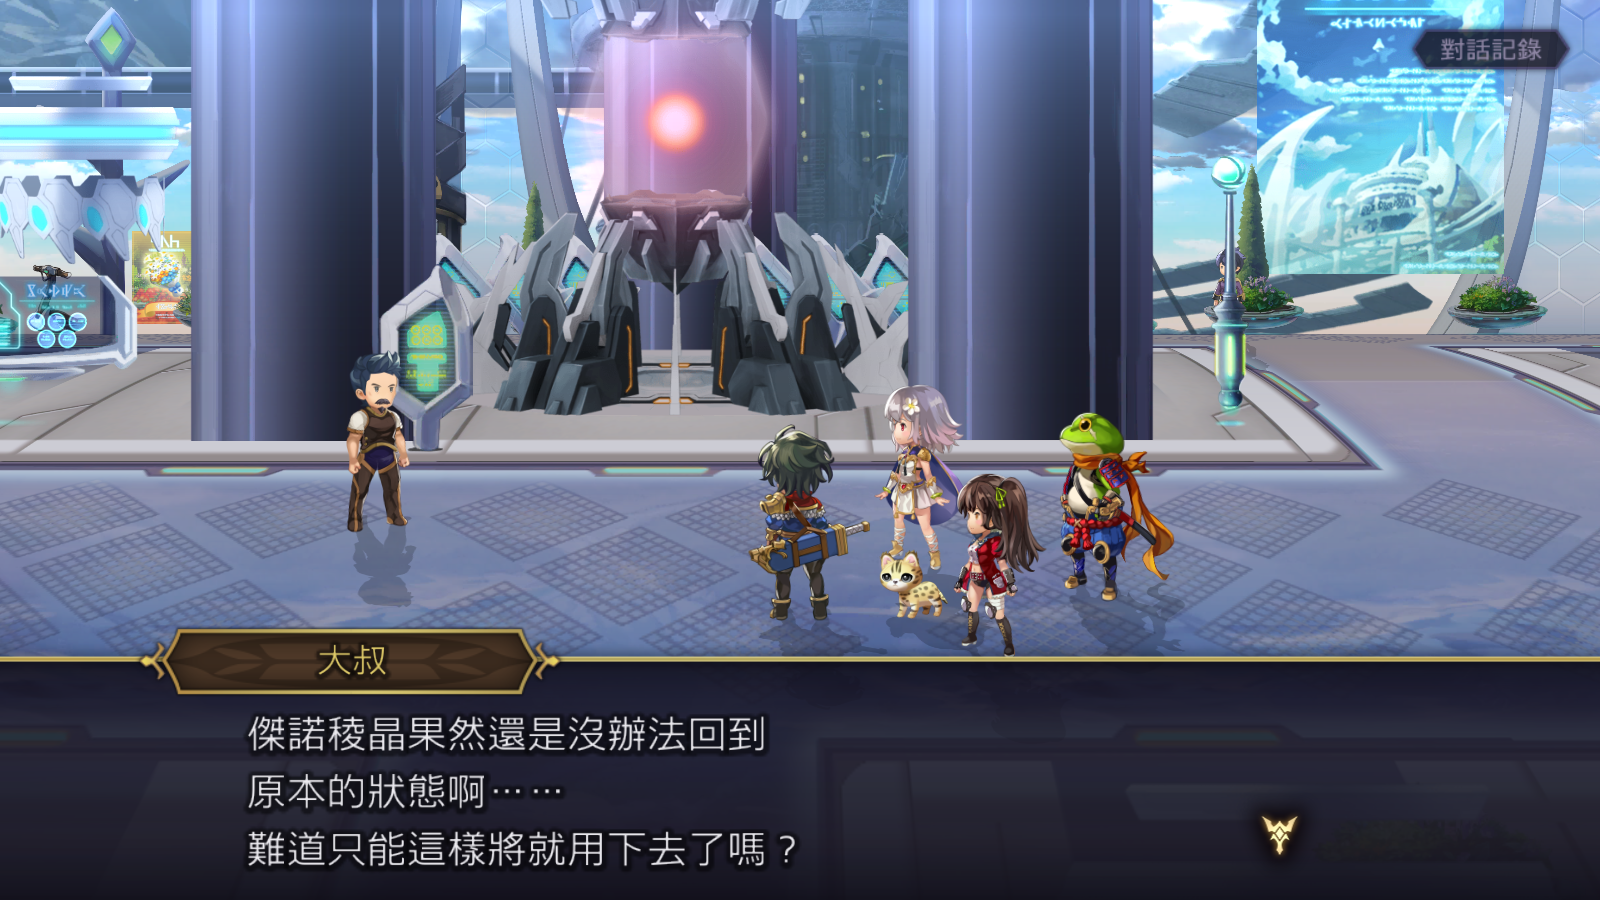 對話記錄
大叔
傑諾稜晶果然還是沒辦法回到
原本的狀態啊……
難道只能這樣將就用下去了嗎？